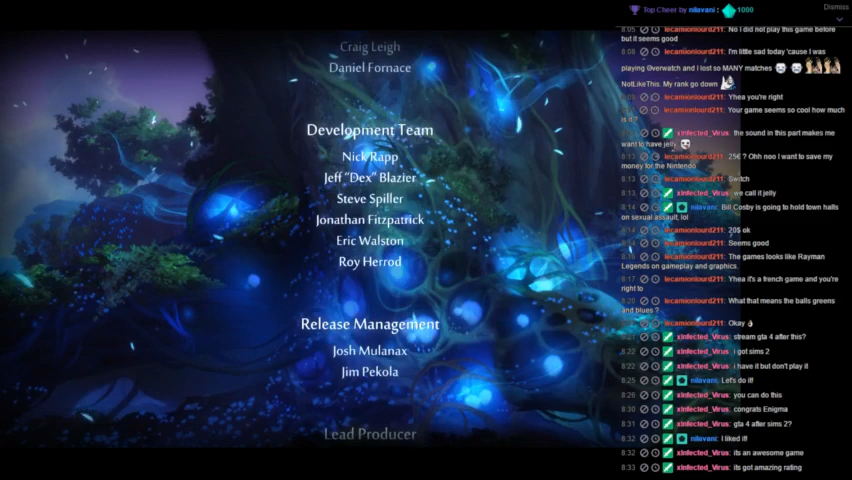 Craig Leigh
Daniel Fornace
Development Team
Nick Rapp
Jeff "Dex" Blazier
Steve Spiller
Jonathan Fitzpatrick
Eric Walston
Roy Herrod
Release Management
Josh Mulanax
Jim Pekola
Lead Producer
Top Cheer by nilavani : 1000
Dismiss
8:05 lecamionlourd211: No I did not play this game before
but it seems good
8:08 lecamionlourd211: I'm little sad today 'cause I was
playing Overwatch and I lost so MANY matches
NotLikeThis. My rank go down
lecamionlourd211: Yhea you're right
lecamionlourd211: Your game seems so cool how much
is it ?
xInfected_Virus: the sound in this part makes me
want to have jelly
8:13 lecamionlourd211: 25€ ? Ohh noo I want to save my
money for the Nintendo
8:13 lecamionlourd211: Switch
8:13 xInfected_Virus: we call it jelly
8:14 nilavani: Bill Cosby is going to hold town halls
on sexual assault, lol
8:14 lecamionlourd211: 20$ ok
lecamionlourd211: Seems good
8:16 lecamionlourd211: The games looks like Rayman
Legends on gameplay and graphics.
8:17 lecamionlourd211: Yhea it's a french game and you're
right to
8:20 lecamionlourd211: What that means the balls greens
and blues ?
lecamionlourd211: Okay
8:21 xInfected_Virus: stream gta 4 after this?
8:22 xInfected_Virus: i got sims 2
8:22 xInfected_Virus: i have it but don't play it
8:25 nilavani: Let's do it!
8:26 xInfected_Virus: you can do this
8:30 xInfected_Virus: congrats Enigma
8:31 xInfected_Virus: gta 4 after sims 2?
8:32 nilavani: I liked it!
8:32 xInfected_Virus: its an awesome game
8:33 xInfected_Virus: its got amazing rating